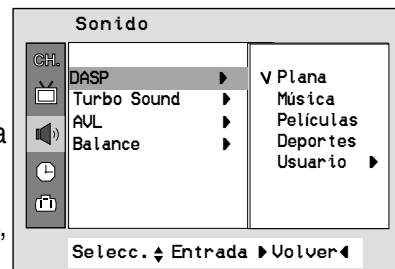 Sonido
CH.
DASP
Turbo Sound
AVL
Balance
Plana
Música
Películas
Deportes
Usuario
a
,
Selecc. Entrada Volver